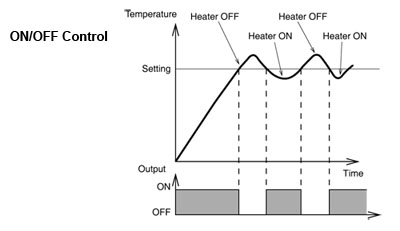 Temperature
Heater OFF
Heater OFF
ON/OFF Control
Heater ON
Heater ON
Setting
Output
Time
ON
OFF